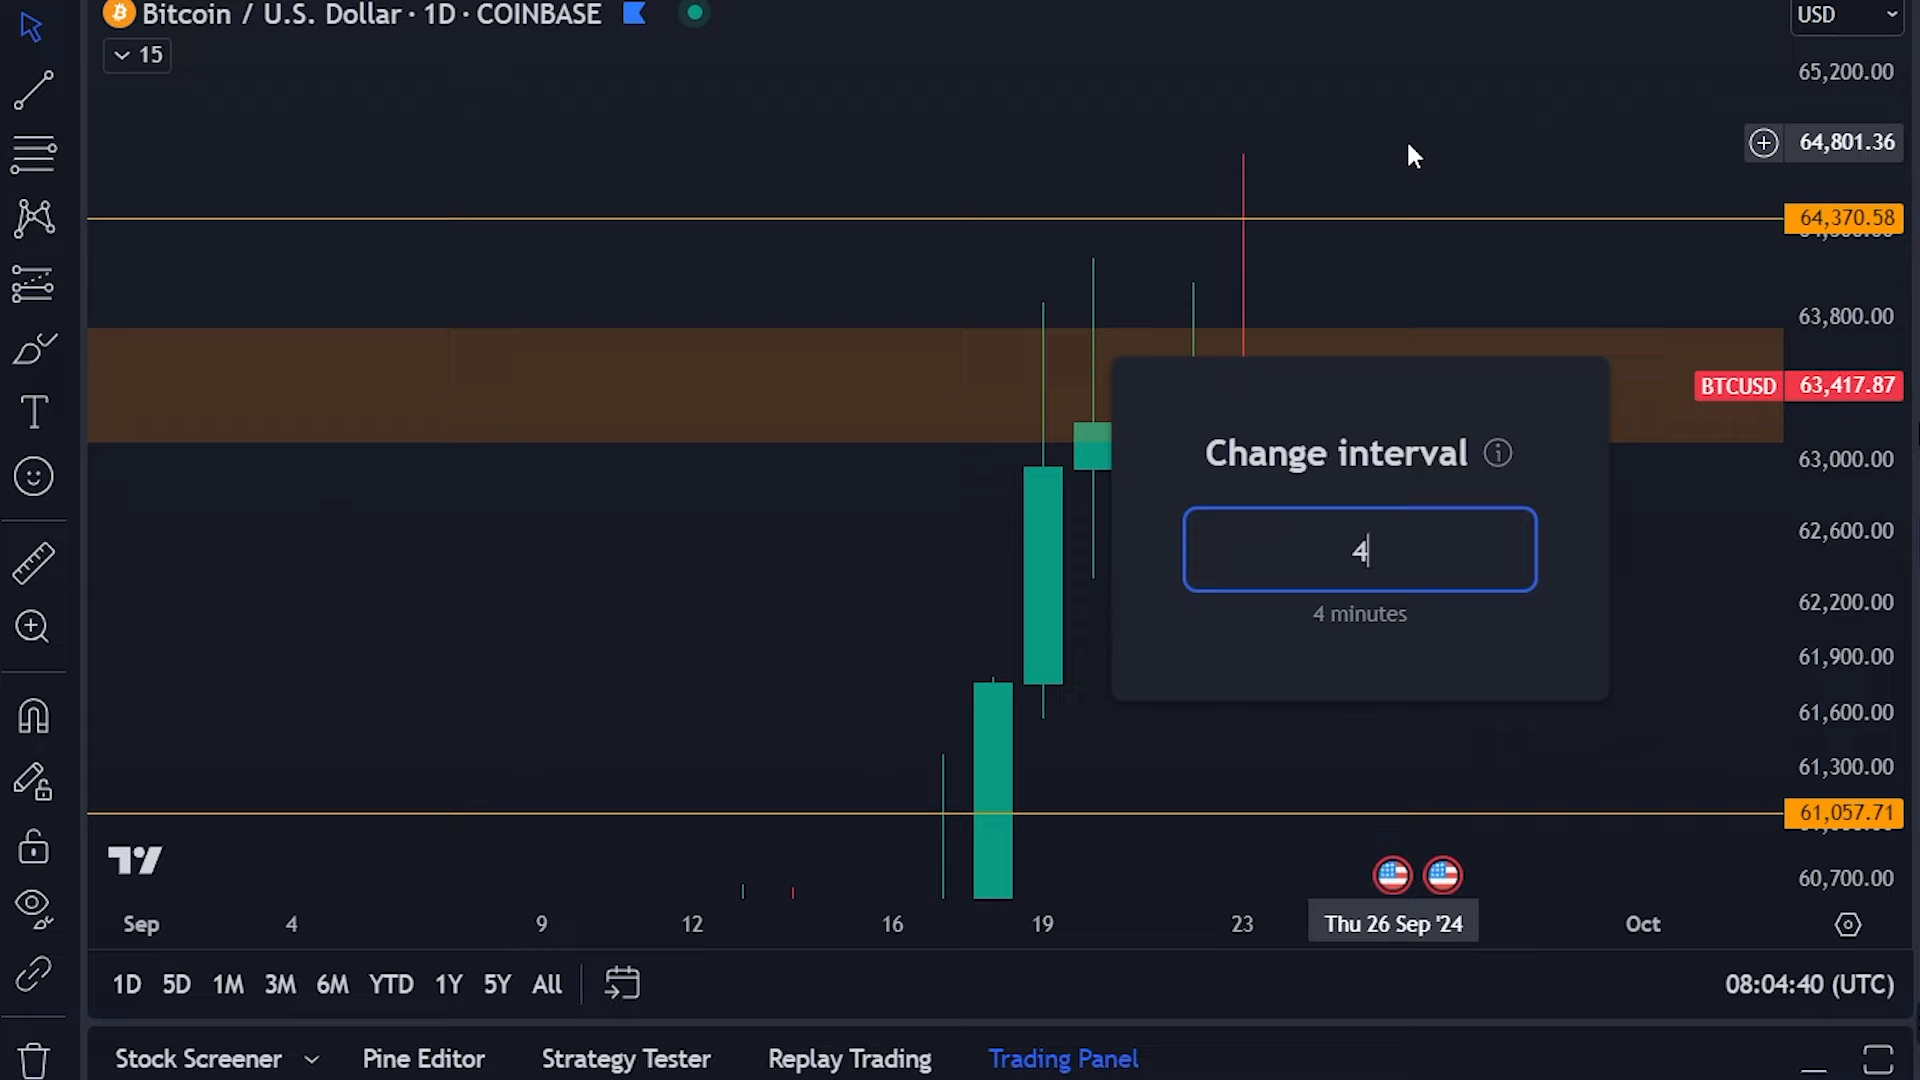 Bitcoin / U.S. Dollar · 1D · COINBASE
USD
15
65,200.00
64,801.36
64,370.58
63,800.00
BTCUSD 63,417.87
Change interval
63,000.00
4
62,600.00
4 minutes
62,200.00
61,900.00
61,600.00
61,300.00
61,057.71
60,700.00
Sep 4 9 12 16 19 23 Thu 26 Sep '24 Oct
1D 5D 1M 3M 6M YTD 1Y 5Y All
08:04:40 (UTC)
Stock Screener Pine Editor Strategy Tester Replay Trading Trading Panel